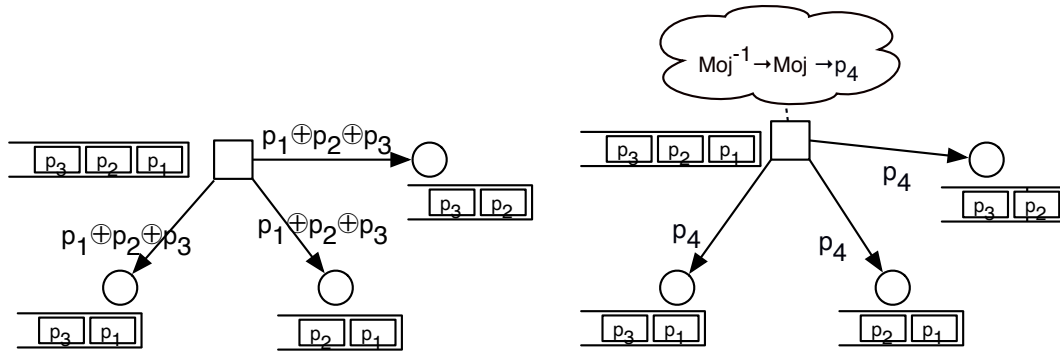 Moj⁻¹→Moj →p₄
p₁⊕p₂⊕p₃
p₃ p₂ p₁
p₃ p₂
p₁⊕p₂⊕p₃
p₁⊕p₂⊕p₃
p₃ p₁
p₂ p₁
p₃ p₂ p₁
p₄
p₃ p₂
p₄
p₄
p₃ p₁
p₂ p₁